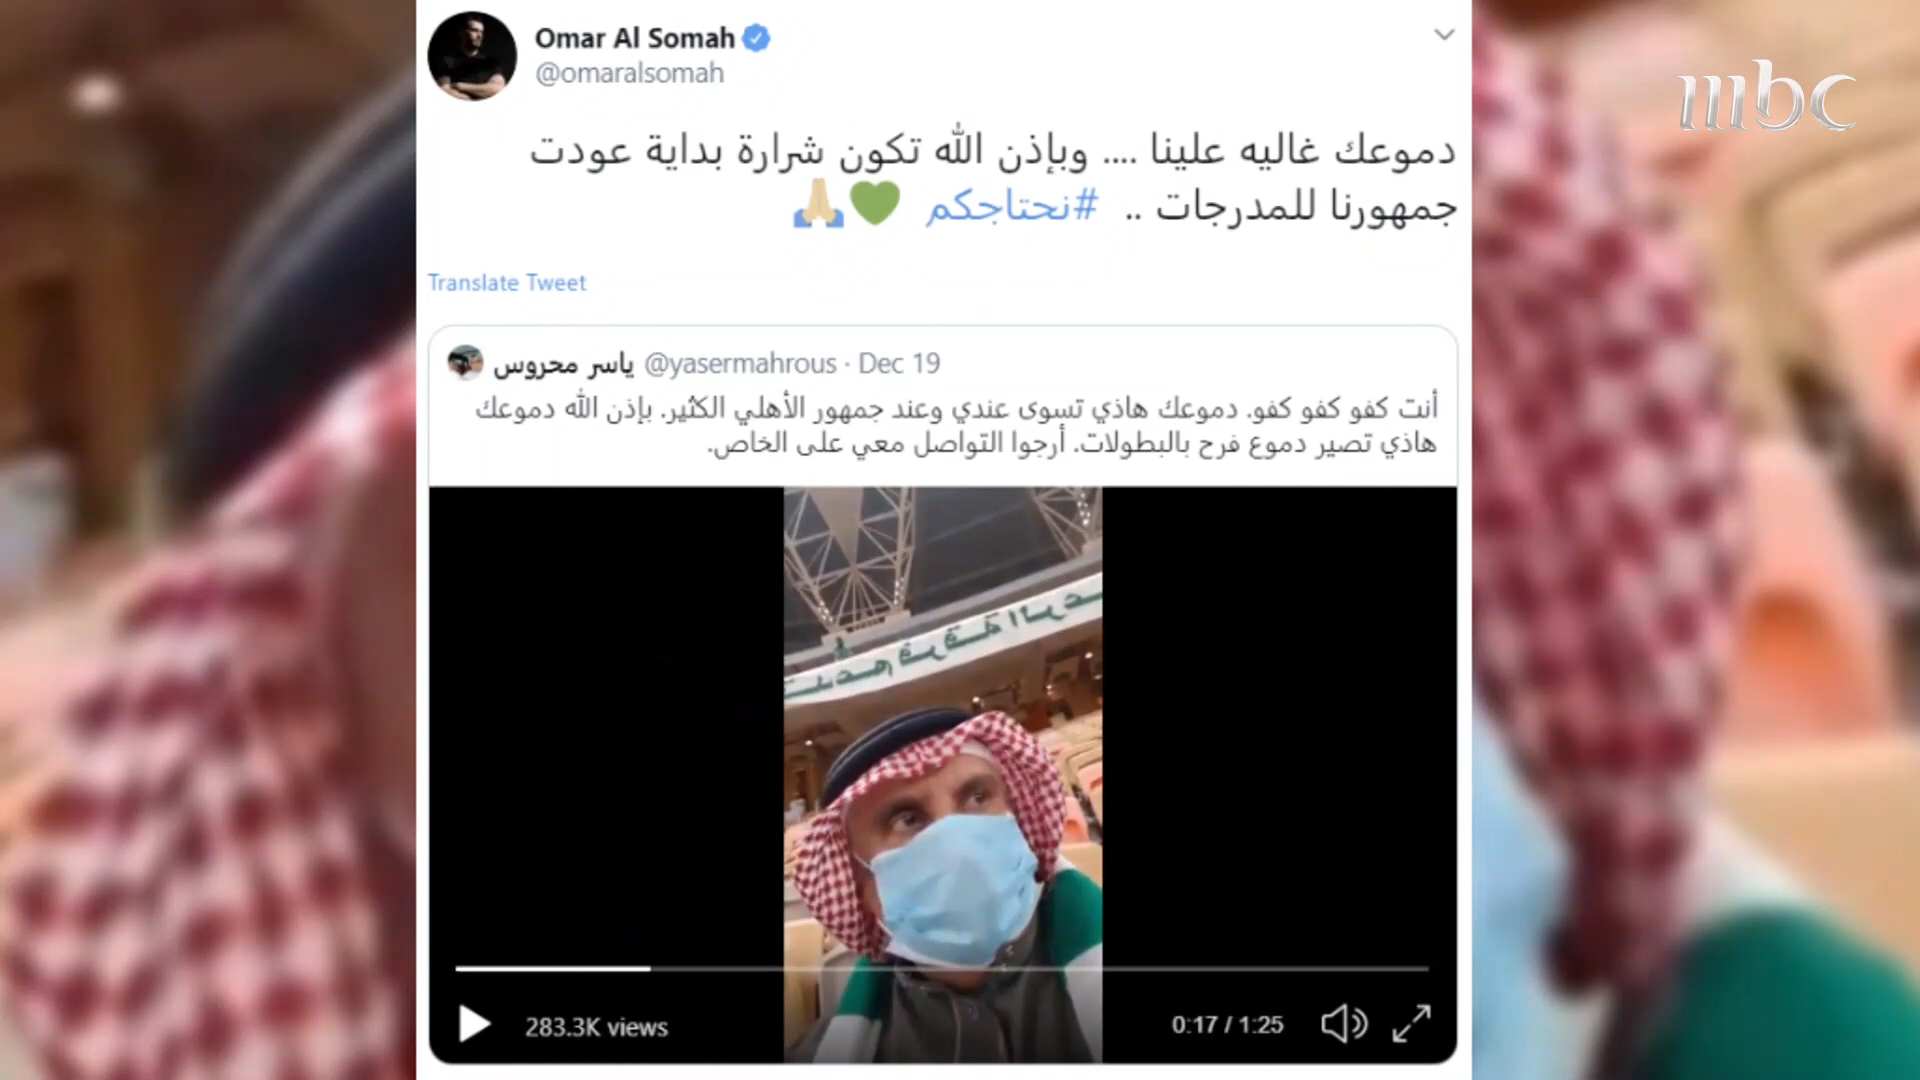 Omar Al Somah
@omaralsomah
mbc
دموعك غاليه علينا .... وبإذن الله تكون شرارة بداية عودت
جمهورنا للمدرجات .. #نحتاجكم 💚🙏🏼
Translate Tweet
ياسر محروس @yasermahrous · Dec 19
أنت كفو كفو كفو. دموعك هاذي تسوى عندي وعند جمهور الأهلي الكثير. بإذن الله دموعك
هاذي تصير دموع فرح بالبطولات. أرجوا التواصل معي على الخاص.
283.3K views
0:17 / 1:25